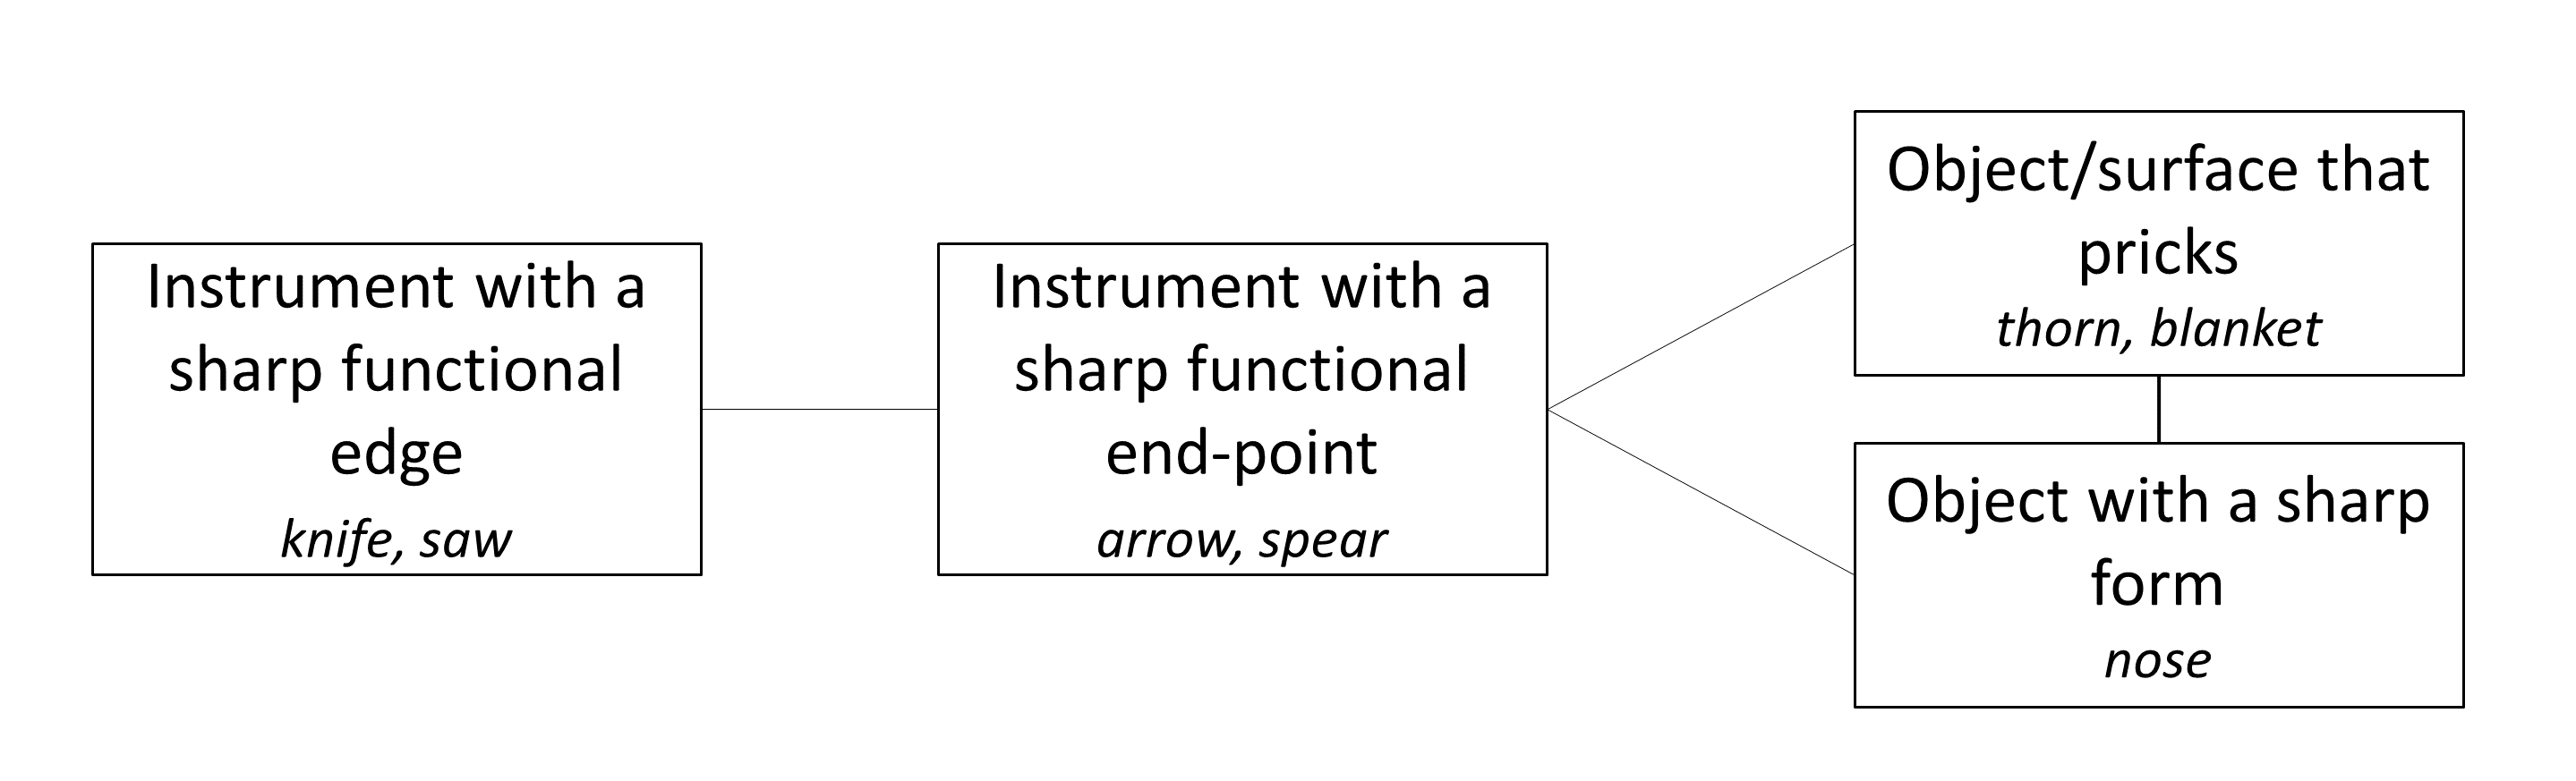 Instrument with a
sharp functional
edge
knife, saw
Instrument with a
sharp functional
end-point
arrow, spear
Object/surface that
pricks
thorn, blanket
Object with a sharp
form
nose